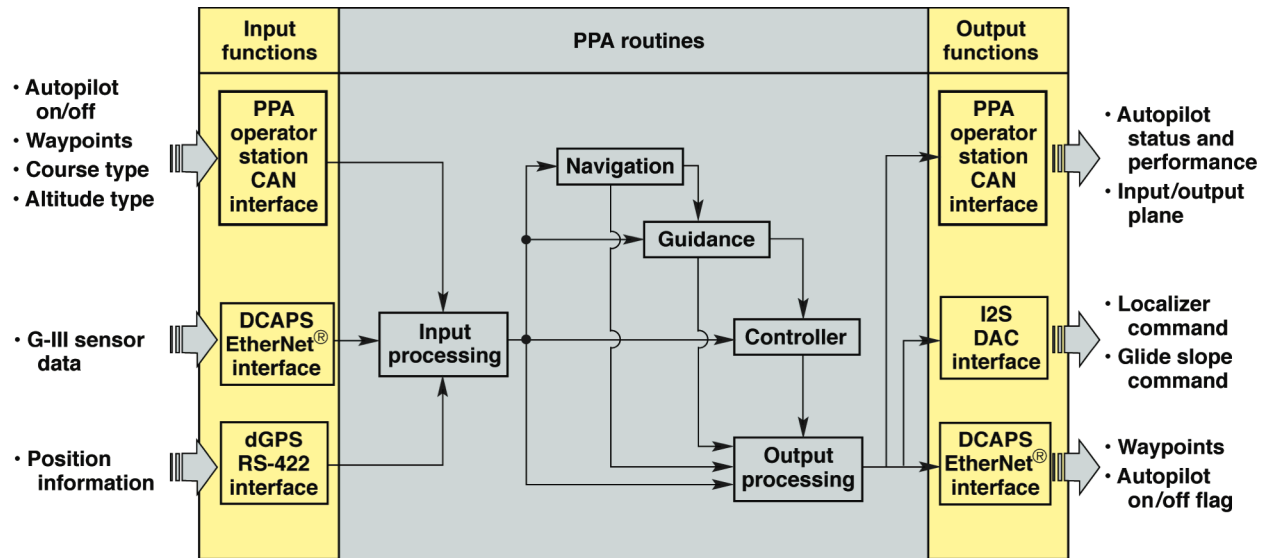 Input
functions
PPA routines
Output
functions
• Autopilot
on/off
• Waypoints
• Course type
• Altitude type
PPA
operator
station
CAN
interface
• G-III sensor
data
DCAPS
EtherNet®
interface
• Position
information
dGPS
RS-422
interface
Input
processing
Navigation
Guidance
Controller
Output
processing
PPA
operator
station
CAN
interface
• Autopilot
status and
performance
• Input/output
plane
I2S
DAC
interface
• Localizer
command
• Glide slope
command
DCAPS
EtherNet®
interface
• Waypoints
• Autopilot
on/off flag